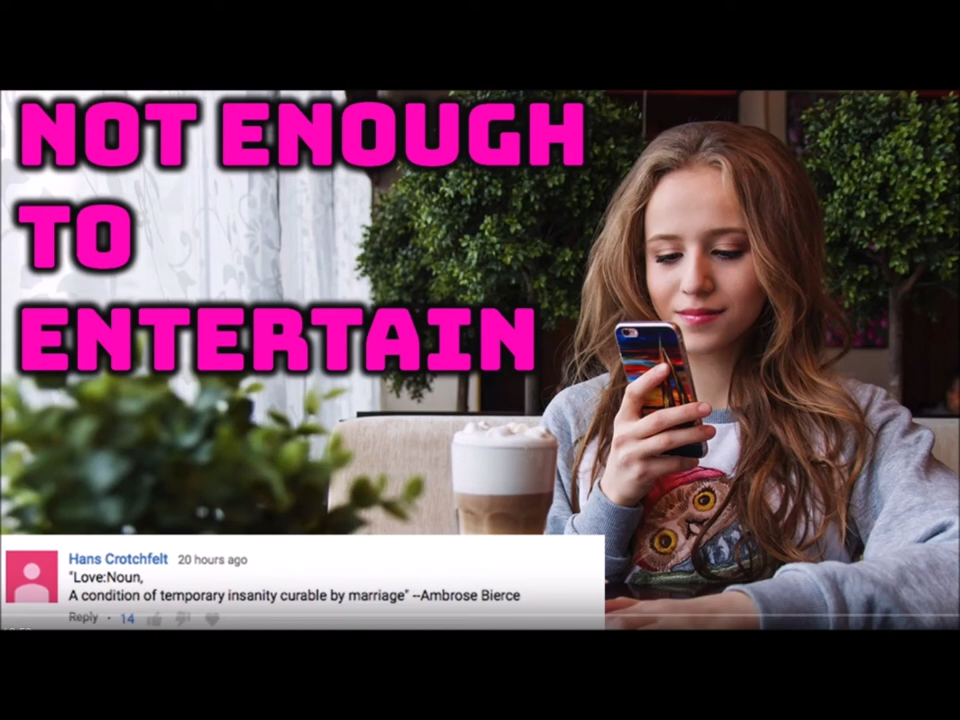 NOT ENOUGH
TO
ENTERTAIN
Hans Crotchfelt 20 hours ago
"Love:Noun,
A condition of temporary insanity curable by marriage" --Ambrose Bierce
Reply · 14